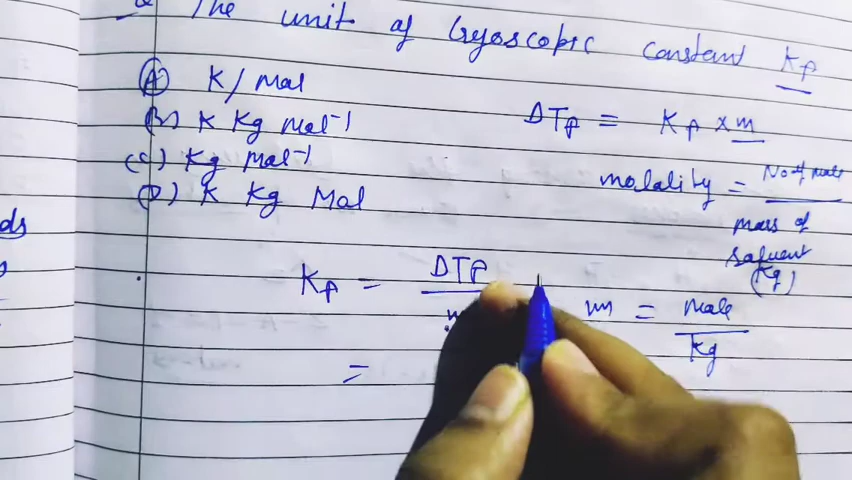 Q The unit of Cryoscopic constant Kf
(A) K/Mol
(B) K Kg mol⁻¹
(C) Kg mol⁻¹
(D) K Kg Mol
ΔTf = Kf × m
molality = No of mole
mass of
solvent
(Kg)
Kf = ΔTf
m = mole
Kg
=
ds